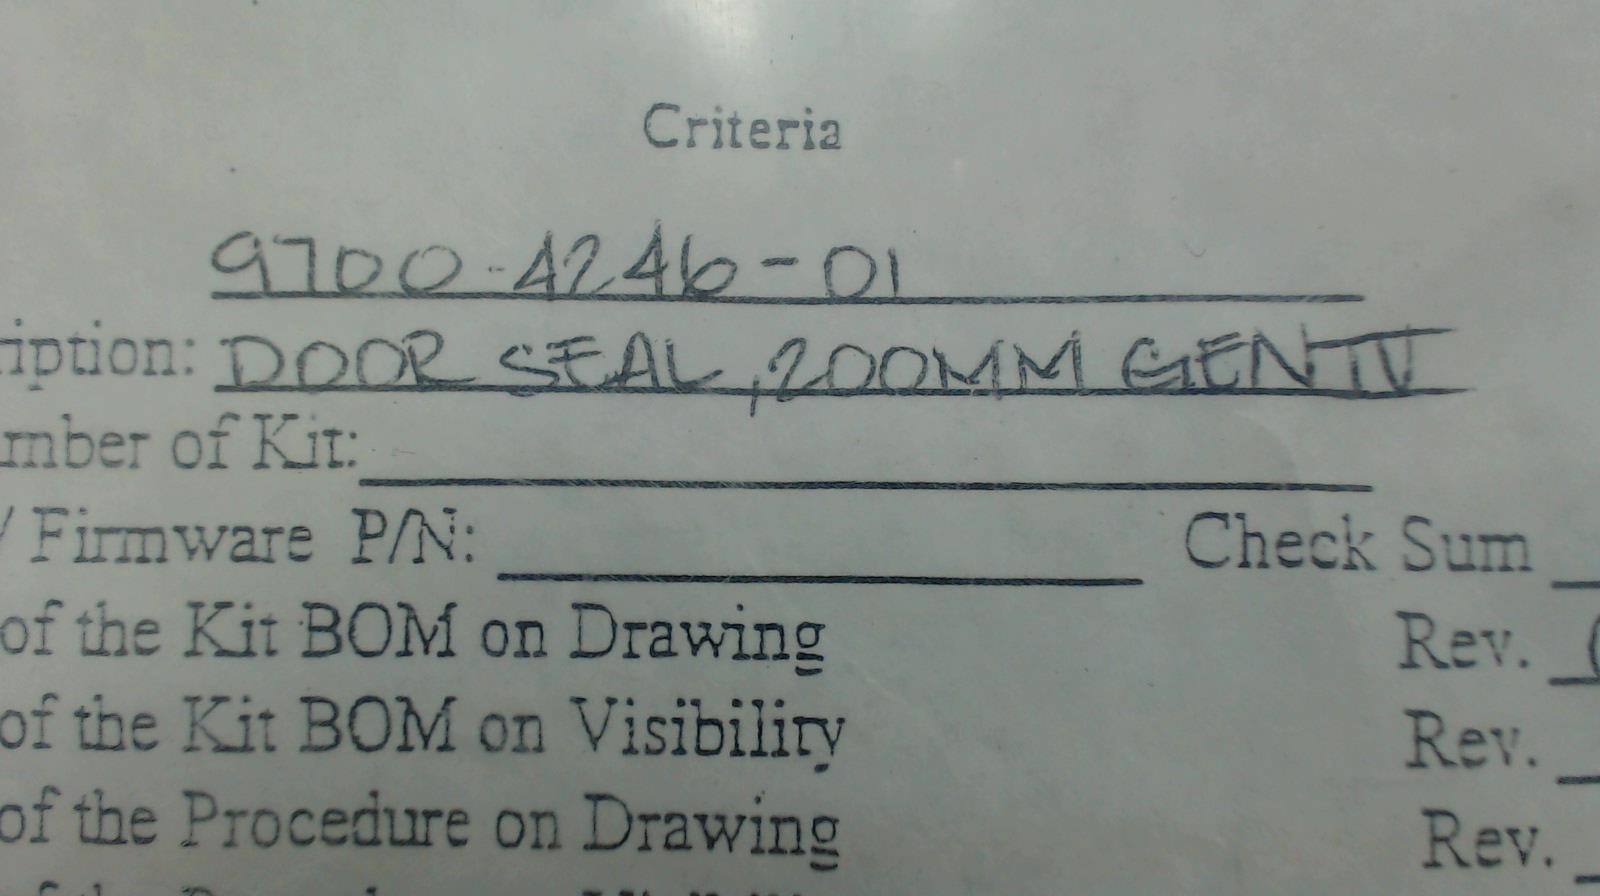 Criteria
9700-4246-01
iption: DOOR SEAL, 200MM GEN IV
mber of Kit:
/ Firmware P/N: Check Sum
of the Kit BOM on Drawing Rev.
of the Kit BOM on Visibility Rev.
of the Procedure on Drawing Rev.